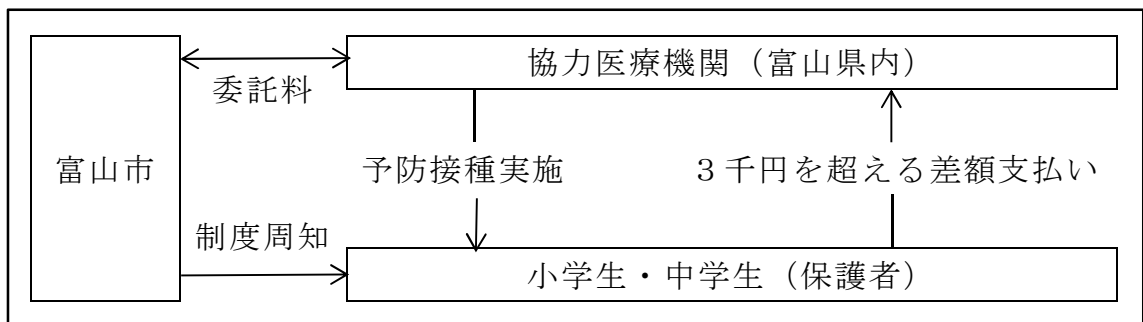 協力医療機関（富山県内）
委託料
富山市
予防接種実施
３千円を超える差額支払い
制度周知
小学生・中学生（保護者）